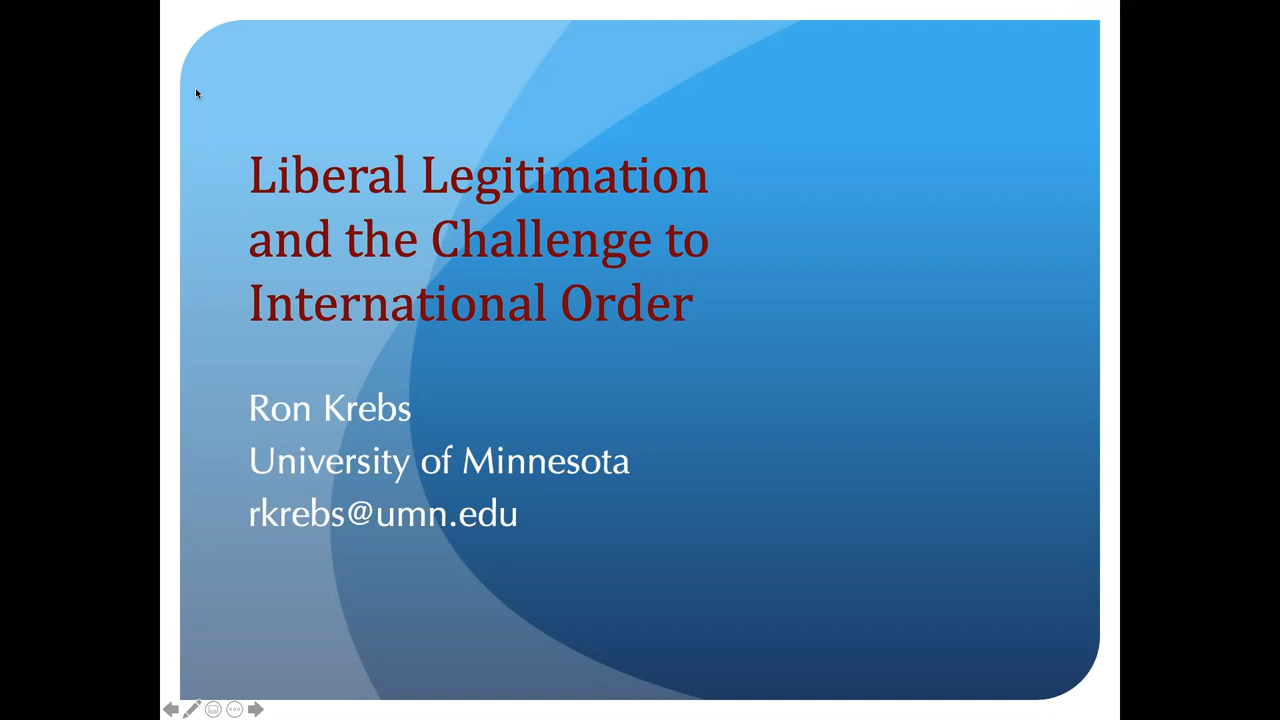 Liberal Legitimation
and the Challenge to
International Order
Ron Krebs
University of Minnesota
rkrebs@umn.edu